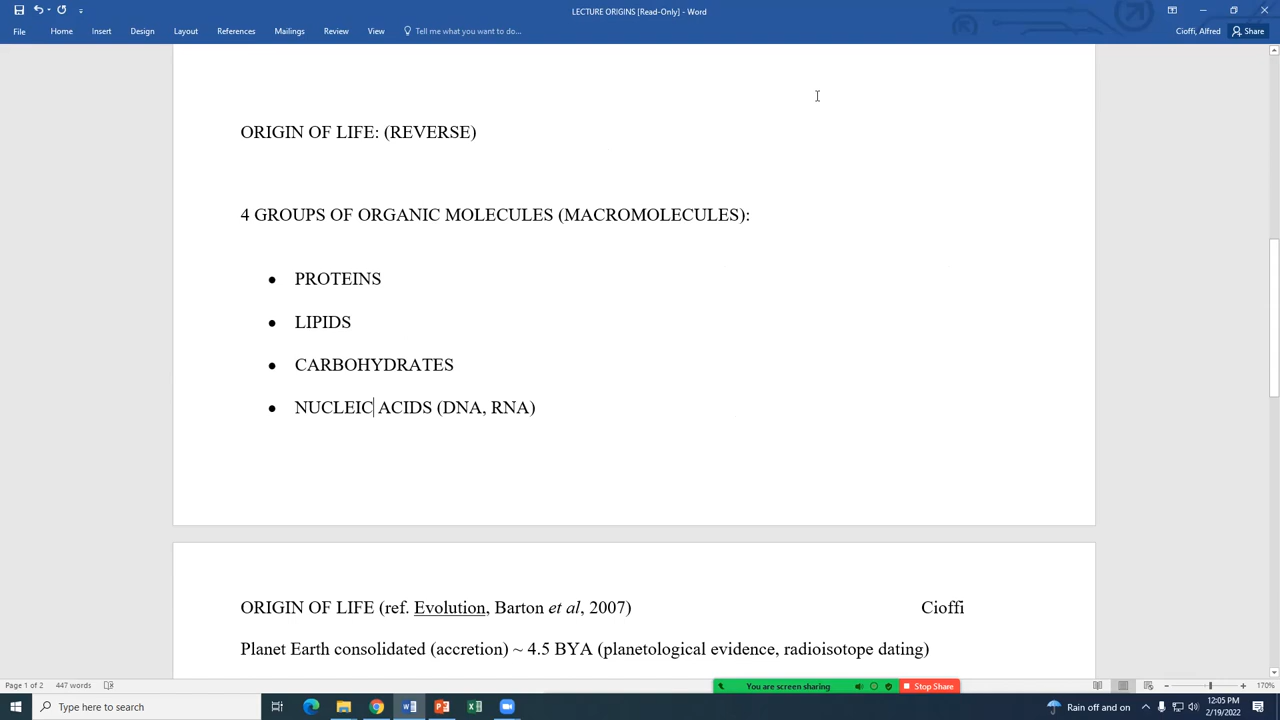 LECTURE ORIGINS [Read-Only] - Word
File Home Insert Design Layout References Mailings Review View Tell me what you want to do... Cioffi, Alfred Share
ORIGIN OF LIFE: (REVERSE)
4 GROUPS OF ORGANIC MOLECULES (MACROMOLECULES):
● PROTEINS
● LIPIDS
● CARBOHYDRATES
● NUCLEIC ACIDS (DNA, RNA)
ORIGIN OF LIFE (ref. Evolution, Barton et al, 2007) Cioffi
Planet Earth consolidated (accretion) ~ 4.5 BYA (planetological evidence, radioisotope dating)
Page 1 of 2 447 words You are screen sharing Stop Share 170%
Type here to search Rain off and on 12:05 PM
2/19/2022